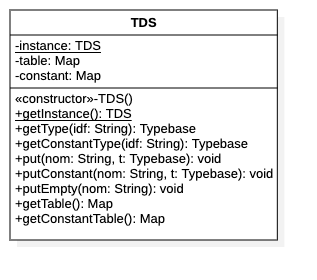 TDS
-instance: TDS
-table: Map
-constant: Map
«constructor»-TDS()
+getInstance(): TDS
+getType(idf: String): Typebase
+getConstantType(idf: String): Typebase
+put(nom: String, t: Typebase): void
+putConstant(nom: String, t: Typebase): void
+putEmpty(nom: String): void
+getTable(): Map
+getConstantTable(): Map